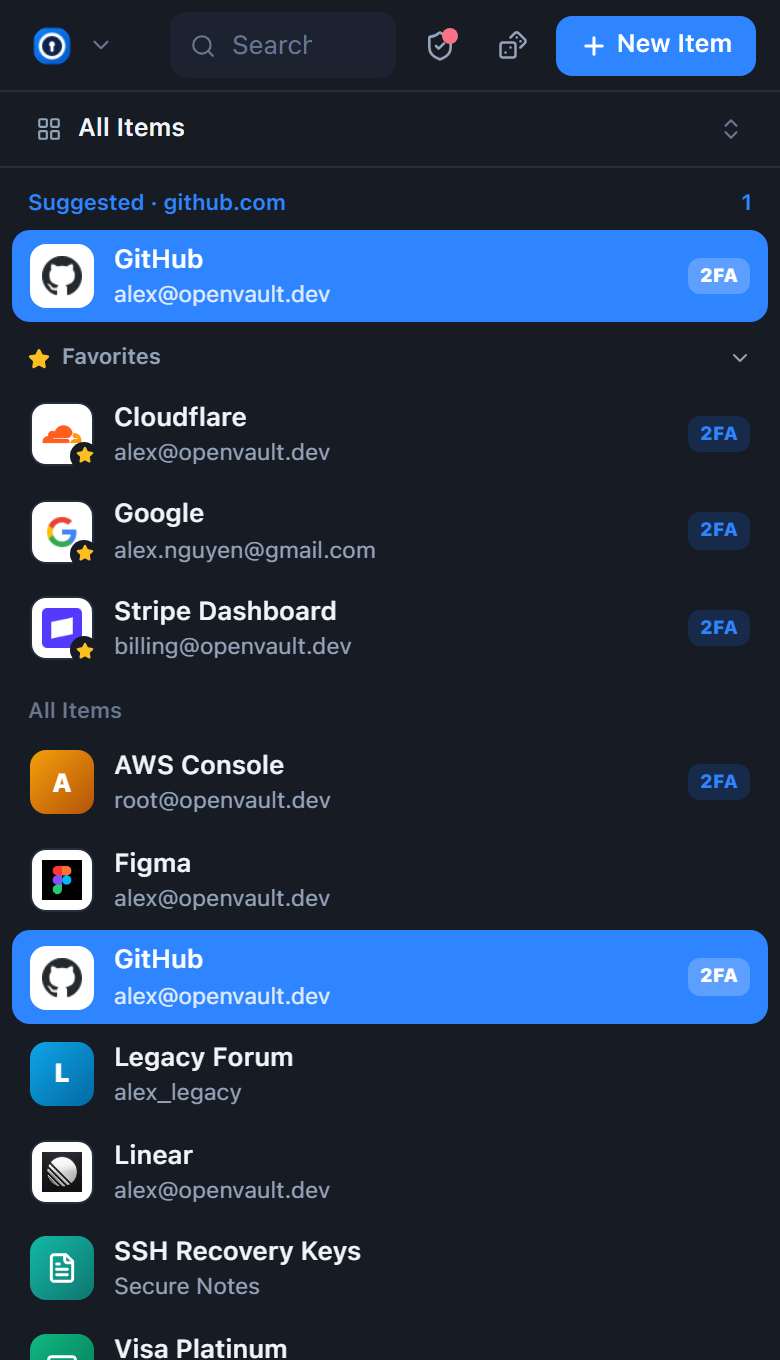 Search
New Item
All Items
Suggested · github.com 1
GitHub
alex@openvault.dev
2FA
Favorites
Cloudflare
alex@openvault.dev
2FA
Google
alex.nguyen@gmail.com
2FA
Stripe Dashboard
billing@openvault.dev
2FA
All Items
A
AWS Console
root@openvault.dev
2FA
Figma
alex@openvault.dev
GitHub
alex@openvault.dev
2FA
L
Legacy Forum
alex_legacy
Linear
alex@openvault.dev
SSH Recovery Keys
Secure Notes
Visa Platinum